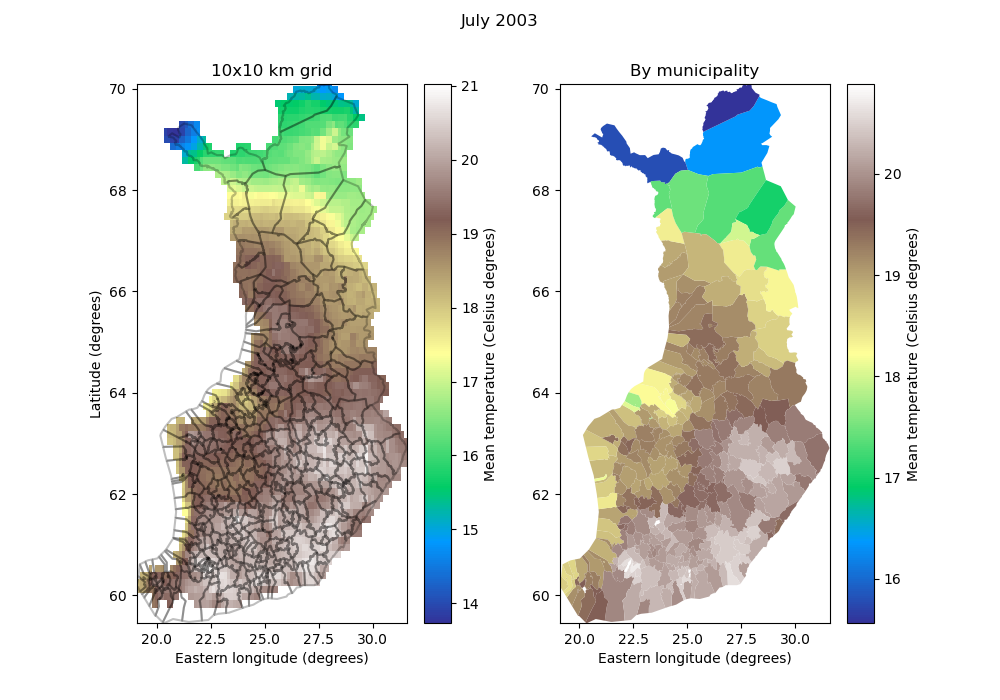 July 2003
10x10 km grid
By municipality
70
68
66
64
62
60
Latitude (degrees)
20.0 22.5 25.0 27.5 30.0
Eastern longitude (degrees)
21
20
19
18
17
16
15
14
Mean temperature (Celsius degrees)
70
68
66
64
62
60
20.0 22.5 25.0 27.5 30.0
Eastern longitude (degrees)
20
19
18
17
16
Mean temperature (Celsius degrees)